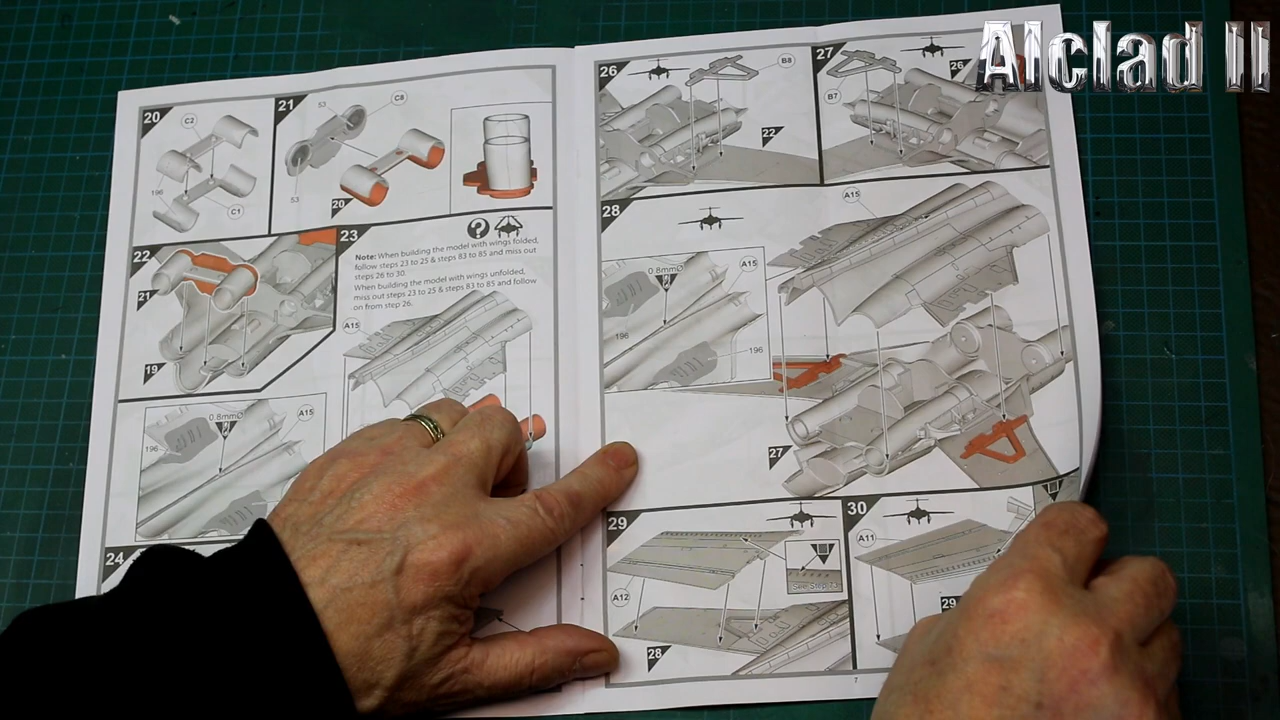 Alclad II
20
C2
196
C1
21
53
C8
53
20
22
21
19
23
Note: When building the model with wings folded,
follow steps 23 to 25 & steps 83 to 85 and miss out
steps 26 to 30.
When building the model with wings unfolded,
miss out steps 23 to 25 & steps 83 to 85 and follow
on from step 26.
A15
0.8mmØ
A15
196
24
26
B8
22
27
26
B7
28
A15
0.8mmØ
A15
196
196
27
29
See Step 73
A12
28
30
A11
29
7